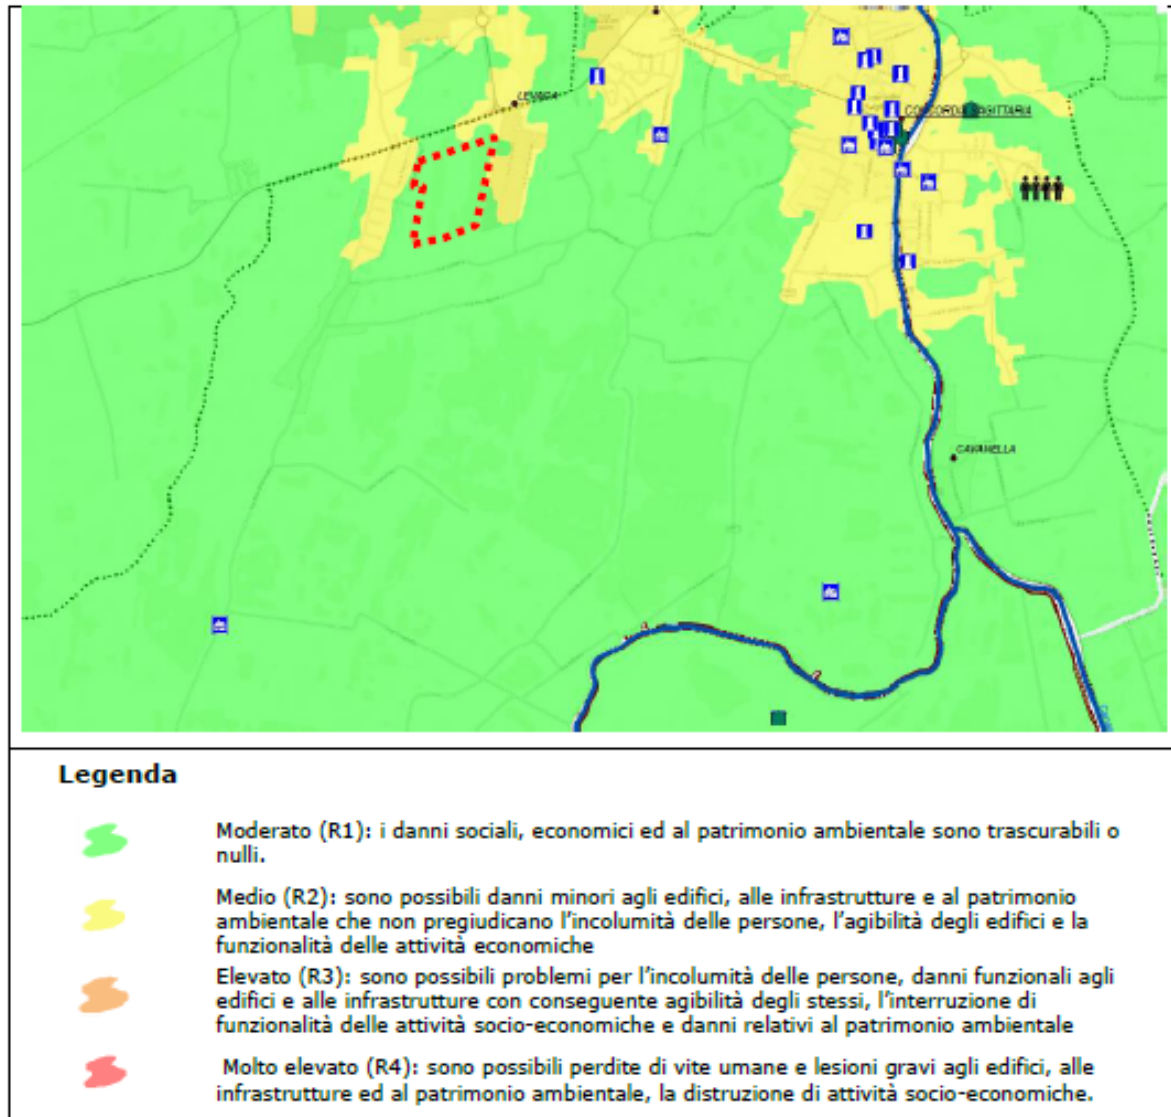 LEVADA
CONCORDIA SAGITTARIA
CAVANELLA
Legenda
Moderato (R1): i danni sociali, economici ed al patrimonio ambientale sono trascurabili o
nulli.
Medio (R2): sono possibili danni minori agli edifici, alle infrastrutture e al patrimonio
ambientale che non pregiudicano l'incolumità delle persone, l'agibilità degli edifici e la
funzionalità delle attività economiche
Elevato (R3): sono possibili problemi per l'incolumità delle persone, danni funzionali agli
edifici e alle infrastrutture con conseguente agibilità degli stessi, l'interruzione di
funzionalità delle attività socio-economiche e danni relativi al patrimonio ambientale
Molto elevato (R4): sono possibili perdite di vite umane e lesioni gravi agli edifici, alle
infrastrutture ed al patrimonio ambientale, la distruzione di attività socio-economiche.